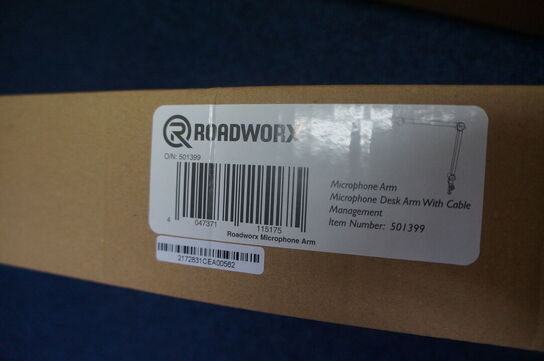 ROADWORX
O/N: 501399
4 047371 115175
Roadworx Microphone Arm
Microphone Arm
Microphone Desk Arm With Cable
Management
Item Number: 501399
2172831CEA00562